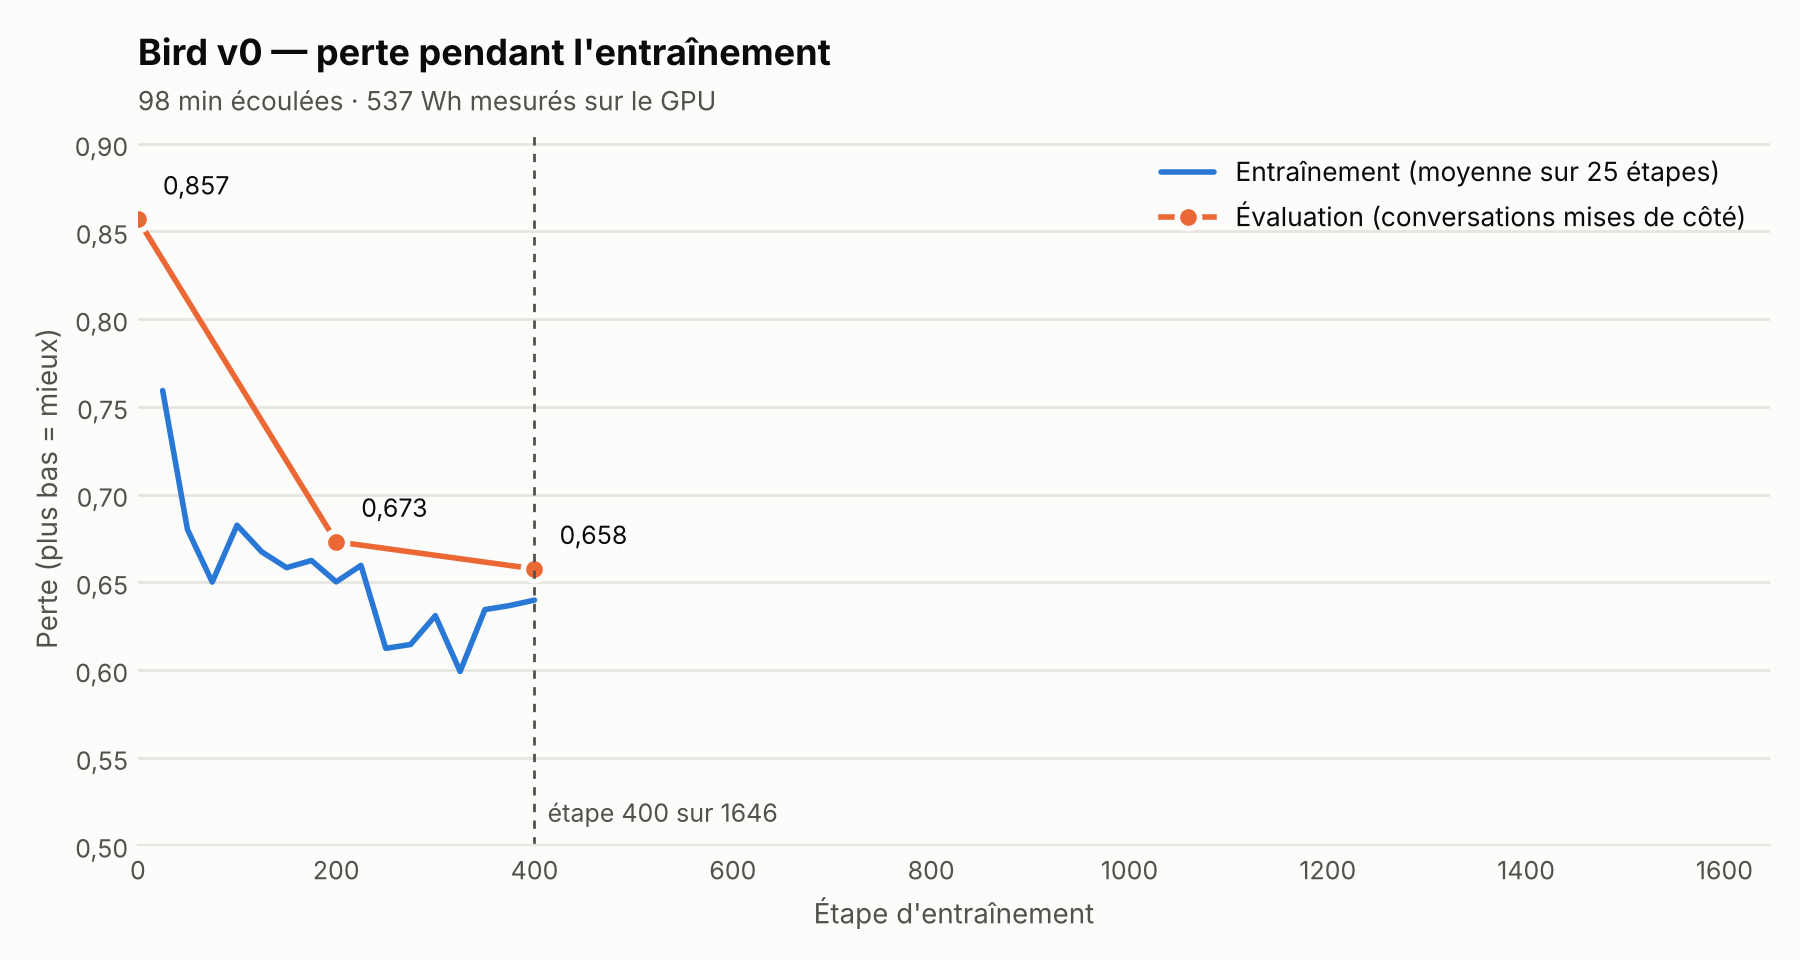 Bird v0 — perte pendant l'entraînement
98 min écoulées · 537 Wh mesurés sur le GPU
Entraînement (moyenne sur 25 étapes)
Évaluation (conversations mises de côté)
Perte (plus bas = mieux)
0,90
0,85
0,80
0,75
0,70
0,65
0,60
0,55
0,50
0,857
0,673
0,658
étape 400 sur 1646
0 200 400 600 800 1000 1200 1400 1600
Étape d'entraînement